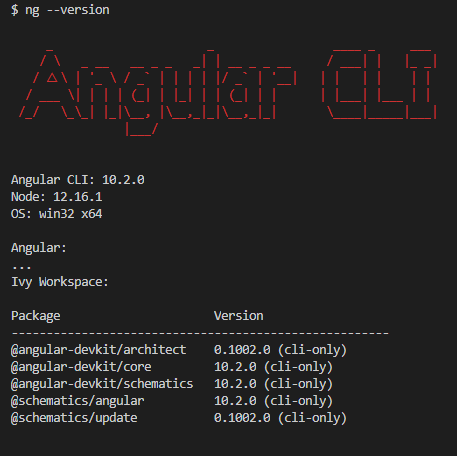 $ ng --version
Angular CLI
Angular CLI: 10.2.0
Node: 12.16.1
OS: win32 x64
Angular:
...
Ivy Workspace:
Package Version
------------------------------------------------------
@angular-devkit/architect 0.1002.0 (cli-only)
@angular-devkit/core 10.2.0 (cli-only)
@angular-devkit/schematics 10.2.0 (cli-only)
@schematics/angular 10.2.0 (cli-only)
@schematics/update 0.1002.0 (cli-only)